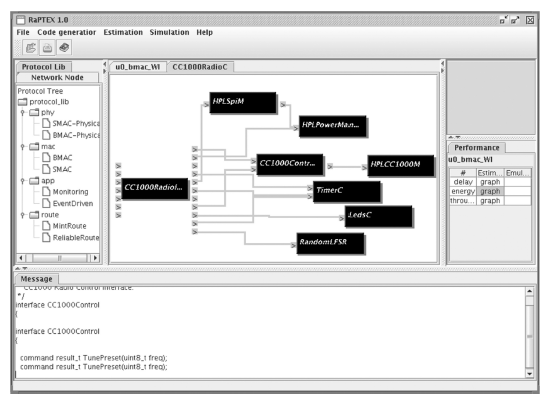 RaPTEX 1.0
File Code generatior Estimation Simulation Help
Protocol Lib
Network Node
Protocol Tree
protocol_lib
phy
SMAC-Physica
BMAC-Physica
mac
BMAC
SMAC
app
Monitoring
EventDriven
route
MintRoute
ReliableRoute
u0_bmac_WI CC1000RadioC
HPLSpiM
HPLPowerMan...
CC1000Contr...
HPLCC1000M
CC1000RadioI...
TimerC
LedsC
RandomLFSR
Performance
u0_bmac_WI
# Estim... Emul...
delay graph
energy graph
throu... graph
Message
CC1000 Radio Control interface.
*/
interface CC1000Control
{
interface CC1000Control
{
command result_t TunePreset(uint8_t freq);
command result_t TunePreset(uint8_t freq);